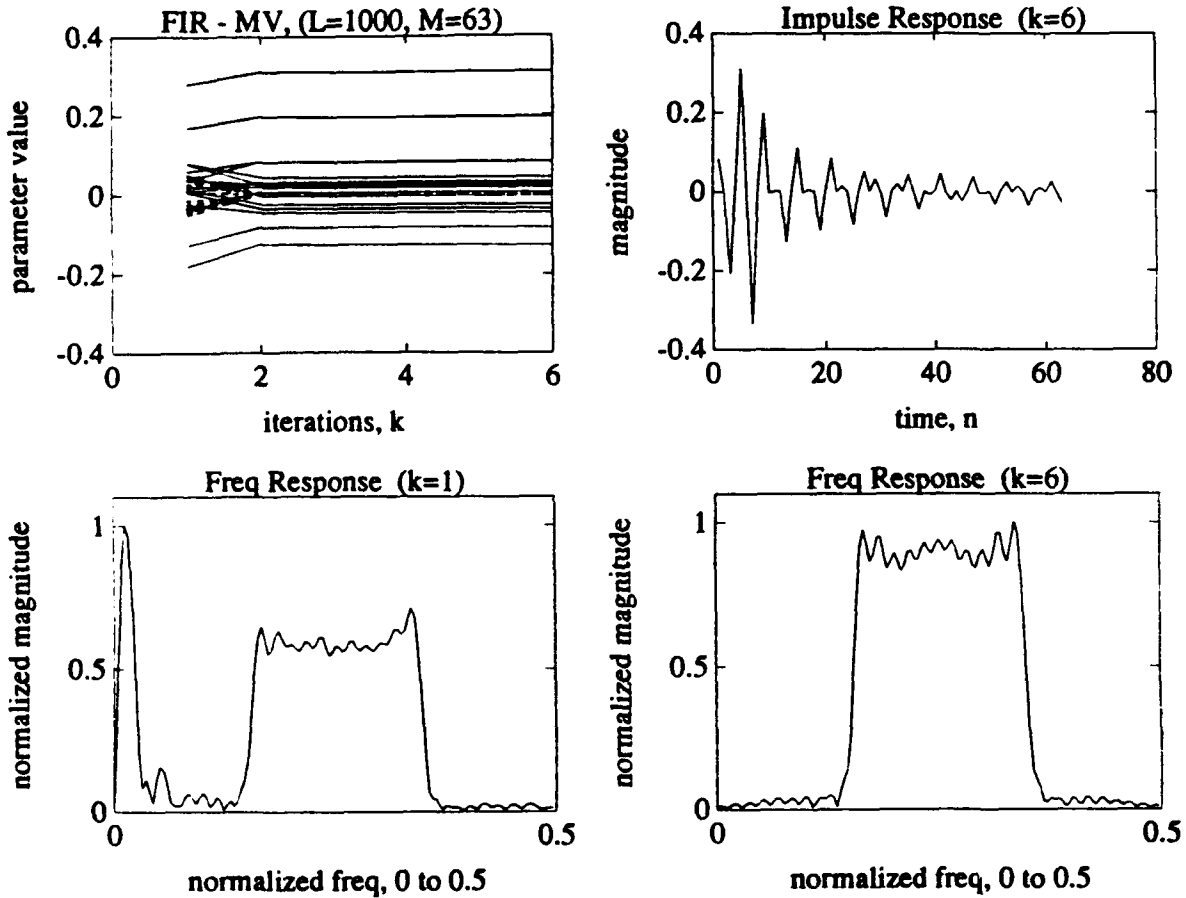 FIR - MV, (L=1000, M=63)
0.4
0.2
0
-0.2
-0.4
parameter value
0
2
4
6
iterations, k
Impulse Response (k=6)
0.4
0.2
0
-0.2
-0.4
magnitude
0
20
40
60
80
time, n
Freq Response (k=1)
1
0.5
0
normalized magnitude
0
0.5
normalized freq, 0 to 0.5
Freq Response (k=6)
1
0.5
0
normalized magnitude
0
0.5
normalized freq, 0 to 0.5